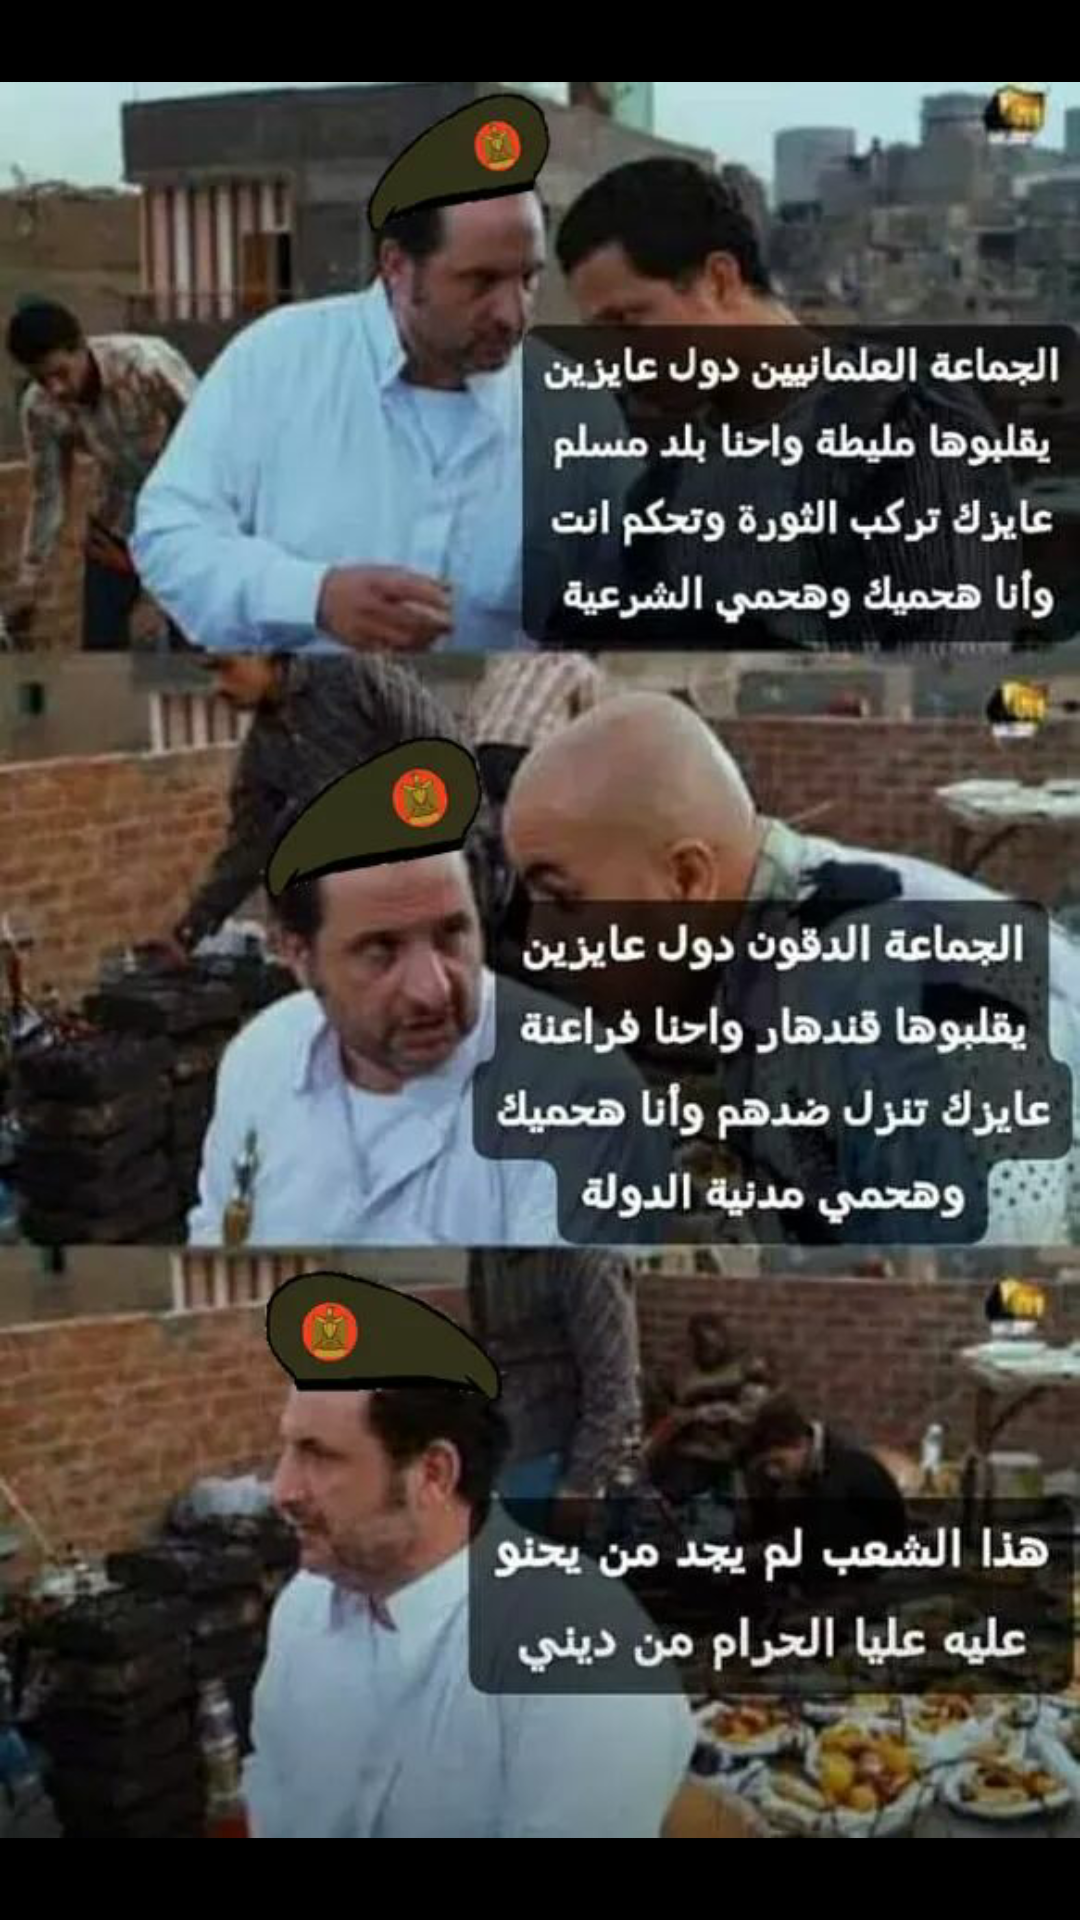 الجماعة العلمانيين دول عايزين
يقلبوها مليطة واحنا بلد مسلم
عايزك تركب الثورة وتحكم انت
وأنا هحميك وهحمي الشرعية
الجماعة الدقون دول عايزين
يقلبوها قندهار واحنا فراعنة
عايزك تنزل ضدهم وأنا هحميك
وهحمي مدنية الدولة
هذا الشعب لم يجد من يحنو
عليه عليا الحرام من ديني